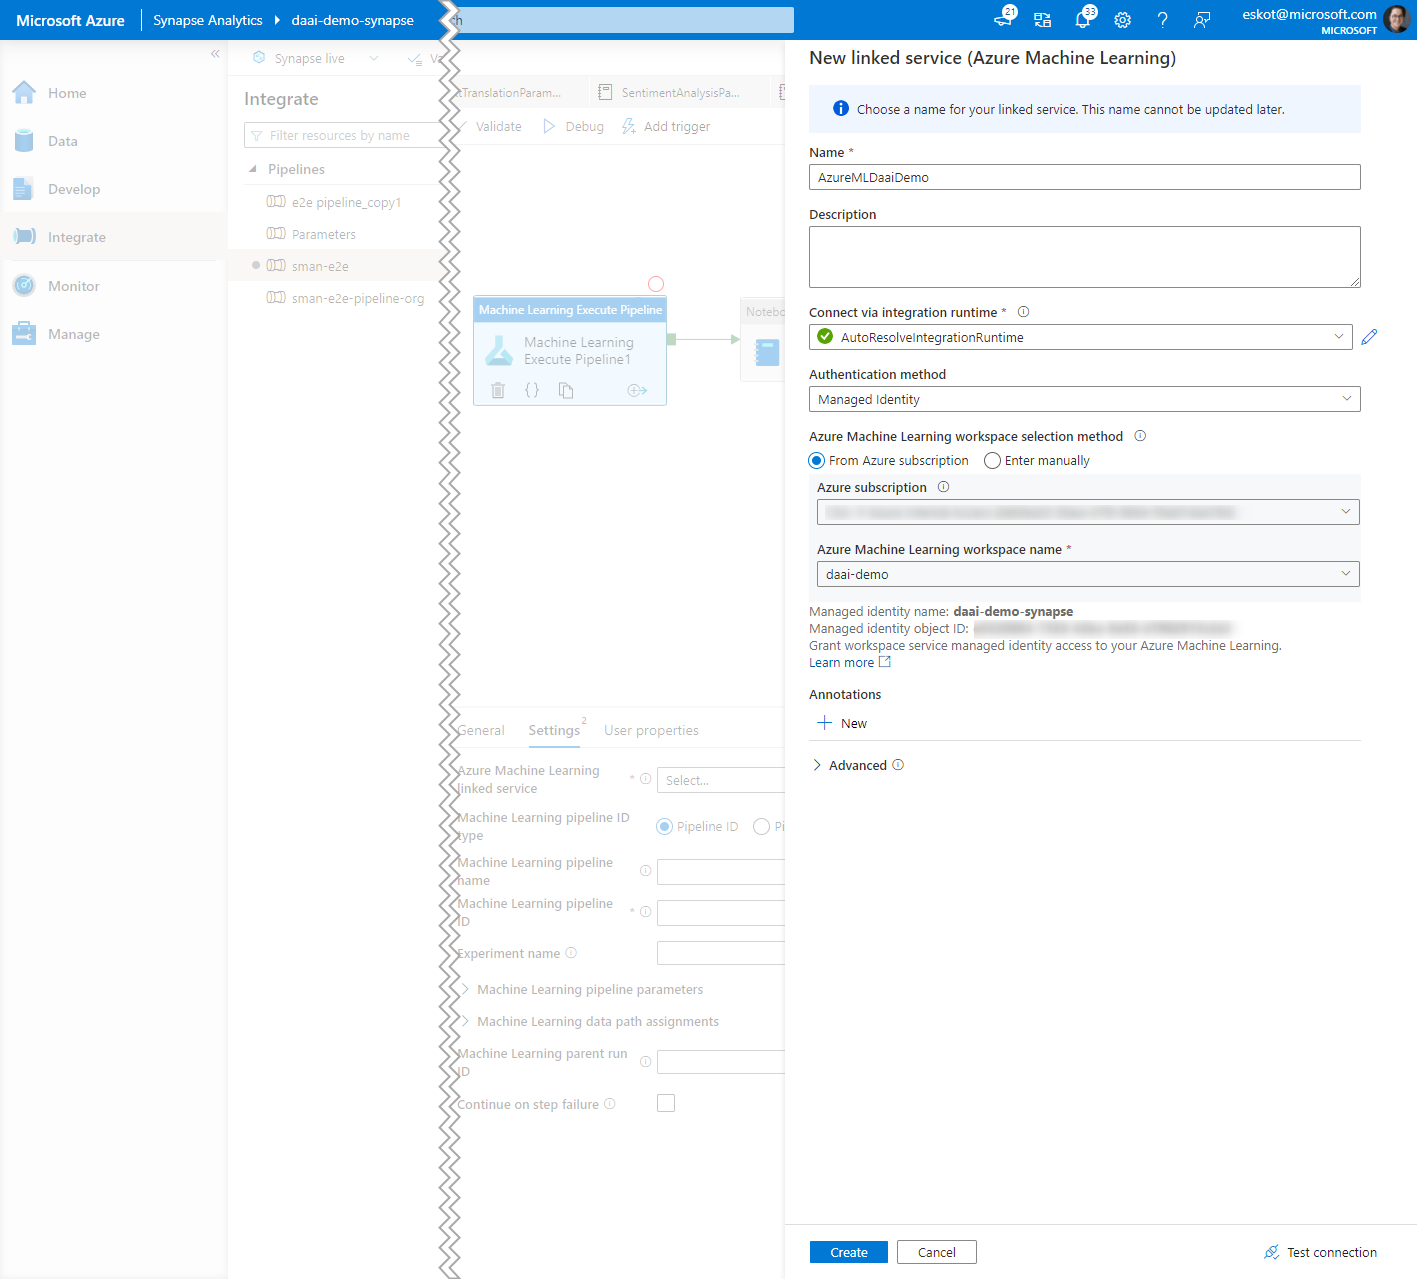 Microsoft Azure
Synapse Analytics
daai-demo-synapse
ch
21
33
eskot@microsoft.com
MICROSOFT
Home
Data
Develop
Integrate
Monitor
Manage
Synapse live
Va
Integrate
Filter resources by name
Pipelines
e2e pipeline_copy1
Parameters
sman-e2e
sman-e2e-pipeline-org
tTranslationParam...
SentimentAnalysisPa...
Validate
Debug
Add trigger
Machine Learning Execute Pipeline
Machine Learning
Execute Pipeline1
{}
Notebo
General
Settings 2
User properties
Azure Machine Learning
linked service *
Select...
Machine Learning pipeline ID
type
Pipeline ID
Pi
Machine Learning pipeline
name
Machine Learning pipeline
ID *
Experiment name
Machine Learning pipeline parameters
Machine Learning data path assignments
Machine Learning parent run
ID
Continue on step failure
New linked service (Azure Machine Learning)
Choose a name for your linked service. This name cannot be updated later.
Name *
AzureMLDaaiDemo
Description
Connect via integration runtime *
AutoResolveIntegrationRuntime
Authentication method
Managed Identity
Azure Machine Learning workspace selection method
From Azure subscription
Enter manually
Azure subscription
Azure Machine Learning workspace name *
daai-demo
Managed identity name: daai-demo-synapse
Managed identity object ID:
Grant workspace service managed identity access to your Azure Machine Learning.
Learn more
Annotations
New
Advanced
Create
Cancel
Test connection